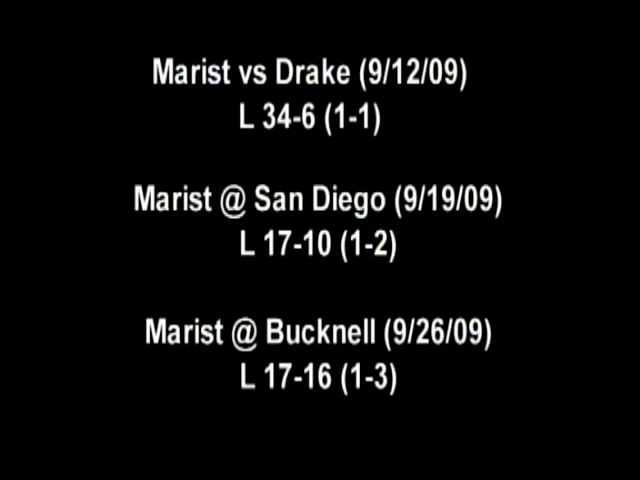 Marist vs Drake (9/12/09)
L 34-6 (1-1)
Marist @ San Diego (9/19/09)
L 17-10 (1-2)
Marist @ Bucknell (9/26/09)
L 17-16 (1-3)